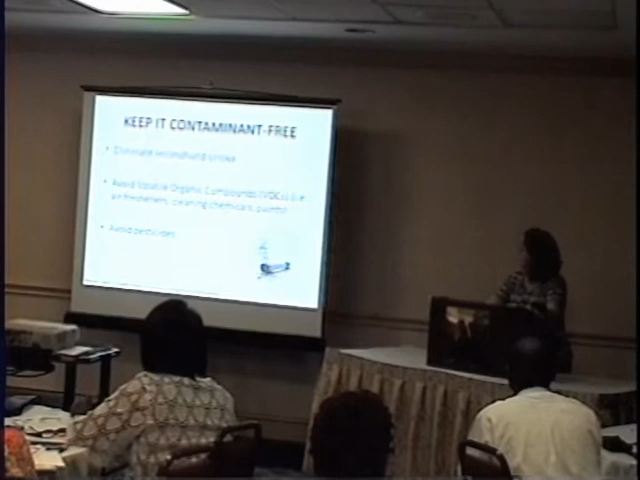 KEEP IT CONTAMINANT-FREE
• Eliminate secondhand smoke
• Avoid Volatile Organic Compounds (VOCs) (i.e.
air fresheners, cleaning chemicals, paints)
• Avoid pesticides